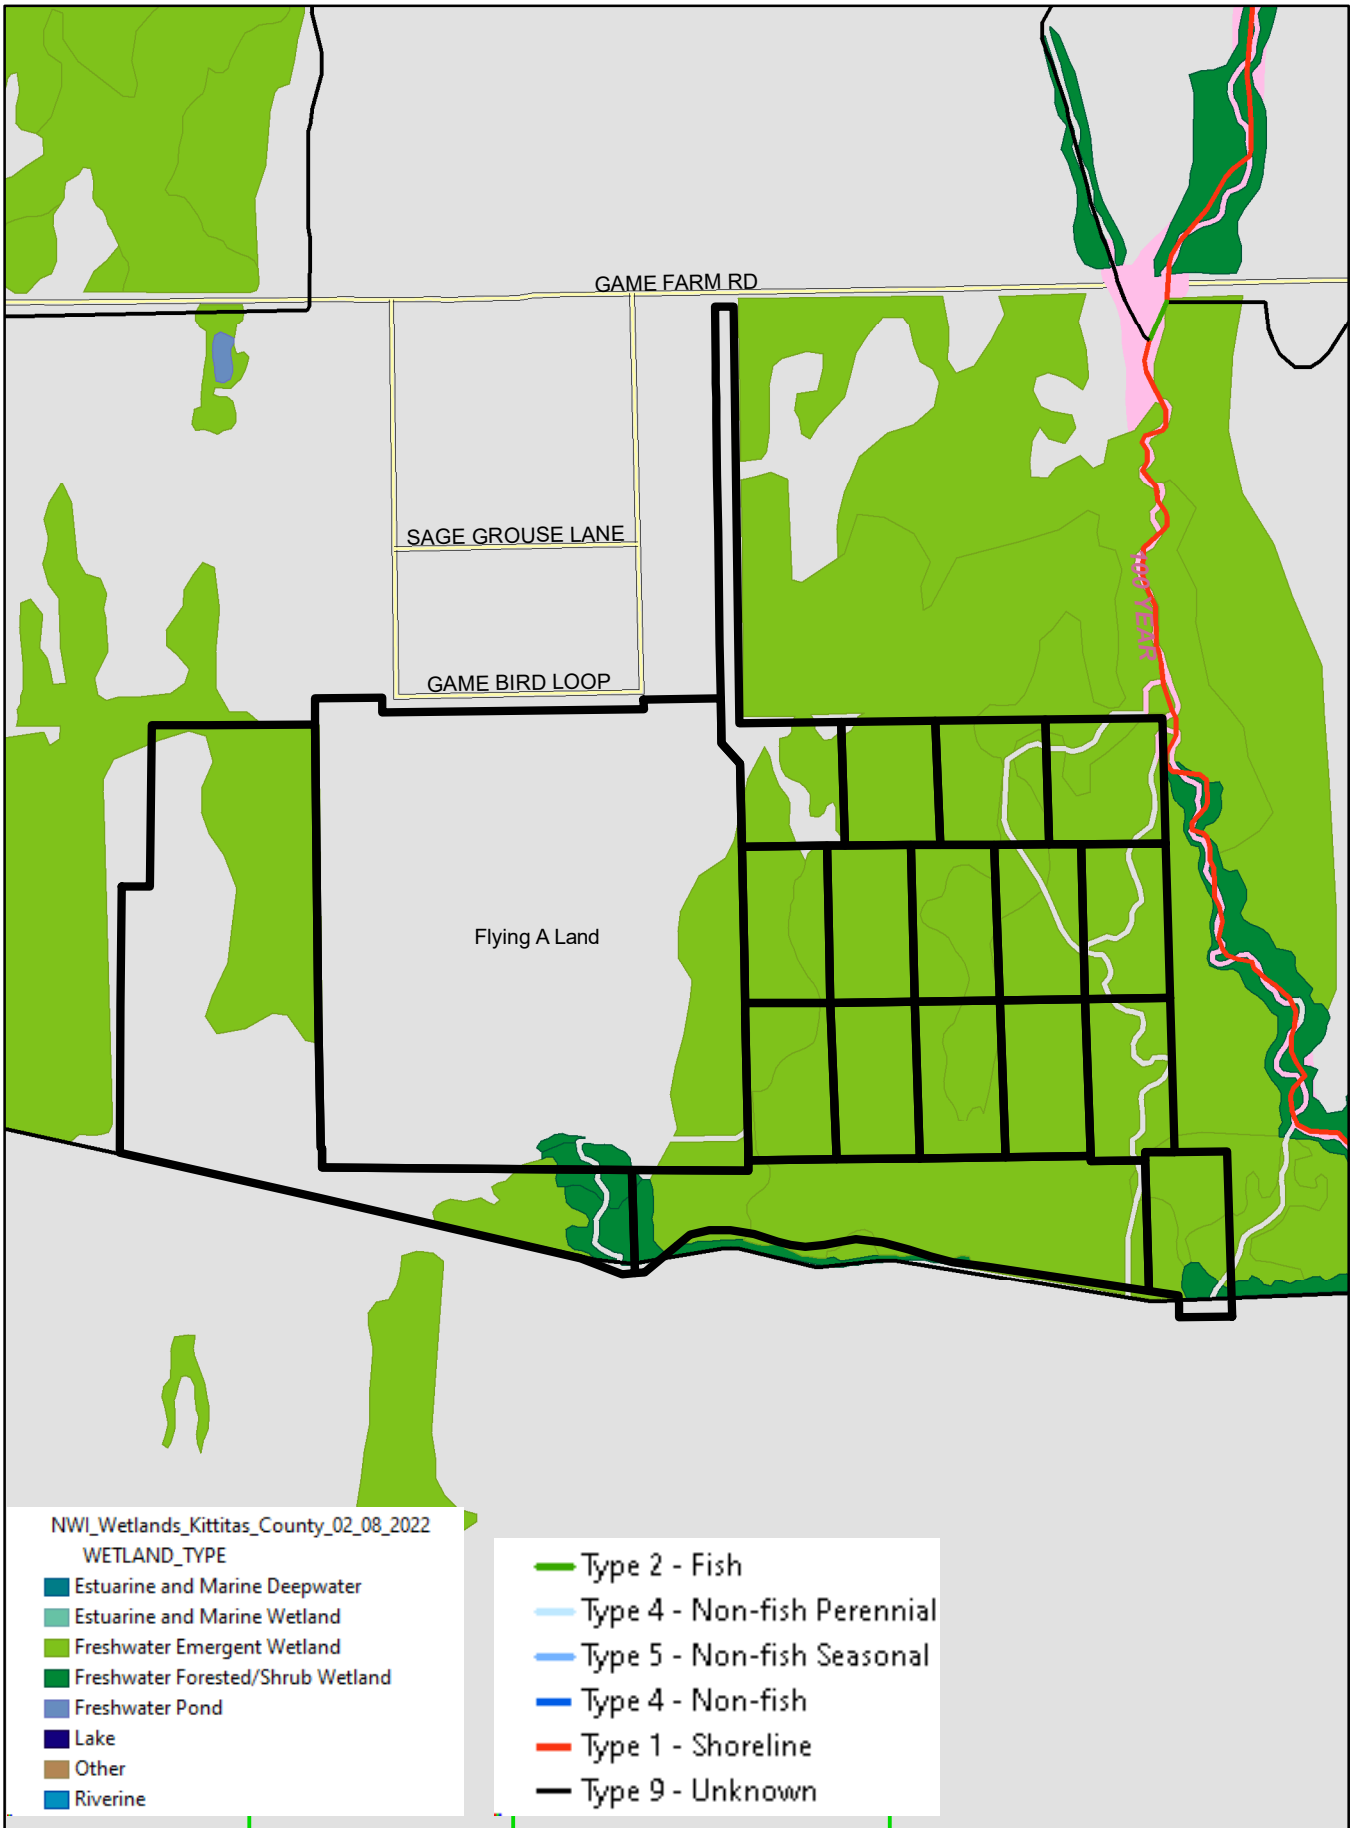 GAME FARM RD
SAGE GROUSE LANE
100 YEAR
GAME BIRD LOOP
Flying A Land
NWI_Wetlands_Kittitas_County_02_08_2022
WETLAND_TYPE
Estuarine and Marine Deepwater
Estuarine and Marine Wetland
Freshwater Emergent Wetland
Freshwater Forested/Shrub Wetland
Freshwater Pond
Lake
Other
Riverine
Type 2 - Fish
Type 4 - Non-fish Perennial
Type 5 - Non-fish Seasonal
Type 4 - Non-fish
Type 1 - Shoreline
Type 9 - Unknown